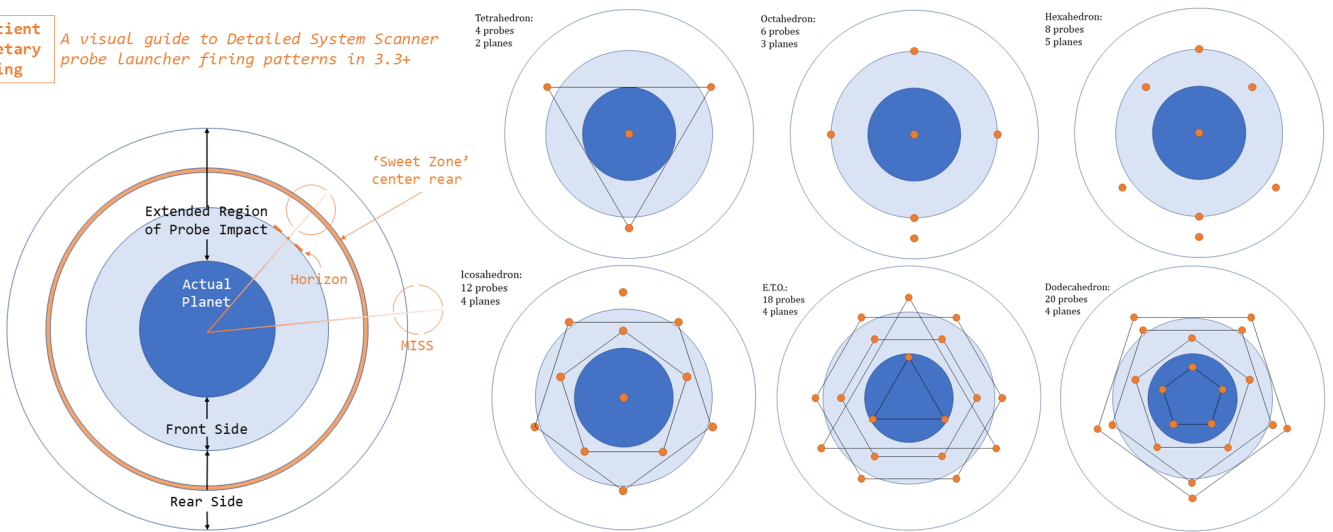 A visual guide to Detailed System Scanner
probe launcher firing patterns in 3.3+
'Sweet Zone'
center rear
Extended Region
of Probe Impact
Horizon
Actual
Planet
MISS
Front Side
Rear Side
Tetrahedron:
4 probes
2 planes
Octahedron:
6 probes
3 planes
Hexahedron:
8 probes
5 planes
Icosahedron:
12 probes
4 planes
E.T.O.:
18 probes
4 planes
Dodecahedron:
20 probes
4 planes